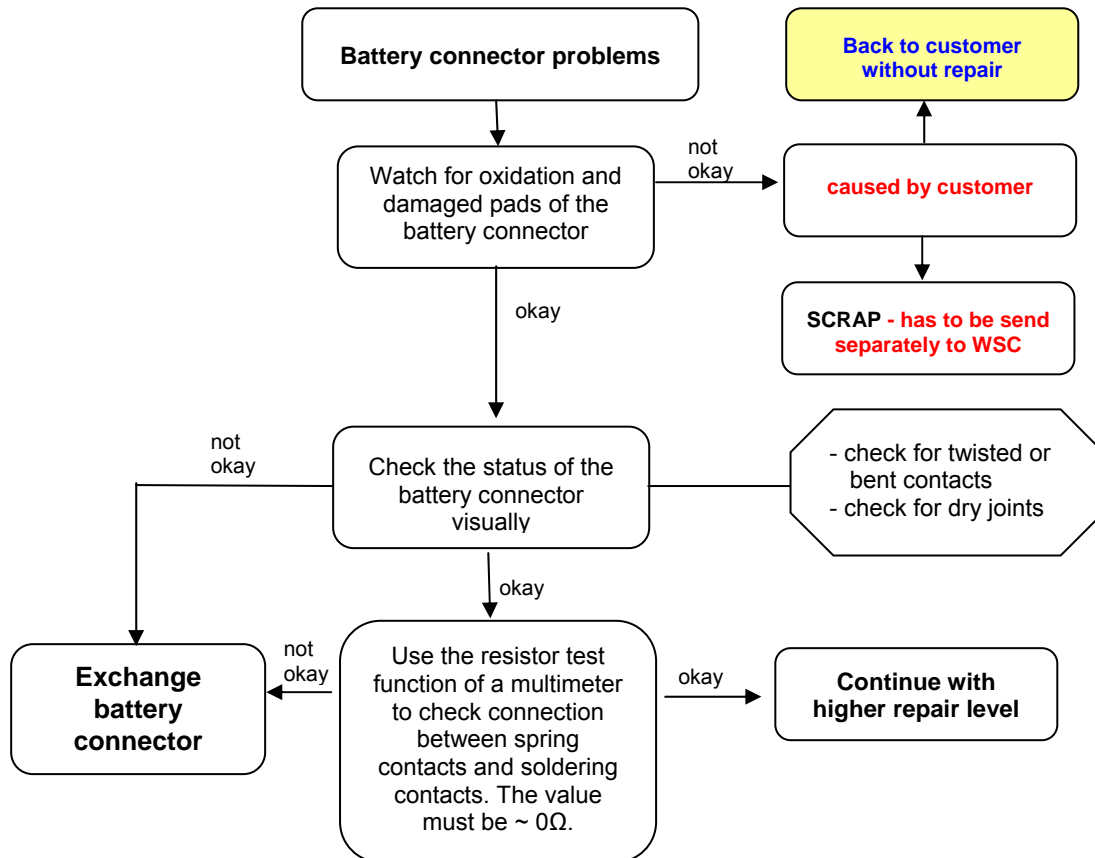 Battery connector problems
Back to customer
without repair
not
okay
Watch for oxidation and
damaged pads of the
battery connector
caused by customer
okay
SCRAP - has to be send
separately to WSC
not
okay
Check the status of the
battery connector
visually
- check for twisted or
bent contacts
- check for dry joints
okay
not
okay
Exchange
battery
connector
Use the resistor test
function of a multimeter
to check connection
between spring
contacts and soldering
contacts. The value
must be ~ 0Ω.
okay
Continue with
higher repair level